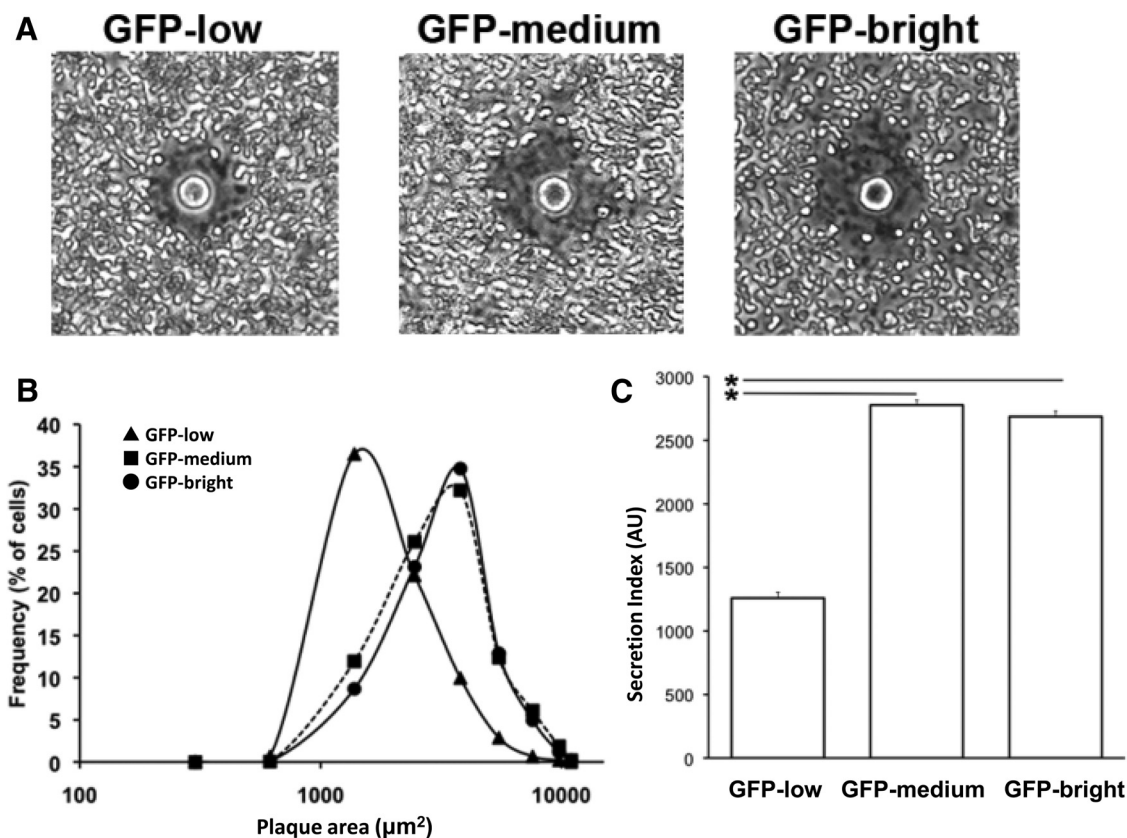 A
GFP-low
GFP-medium
GFP-bright
B
40
35
30
25
20
15
10
5
0
Frequency (% of cells)
GFP-low
GFP-medium
GFP-bright
100
1000
10000
Plaque area (µm²)
C
3000
2500
2000
1500
1000
500
0
Secretion Index (AU)
*
*
GFP-low
GFP-medium
GFP-bright